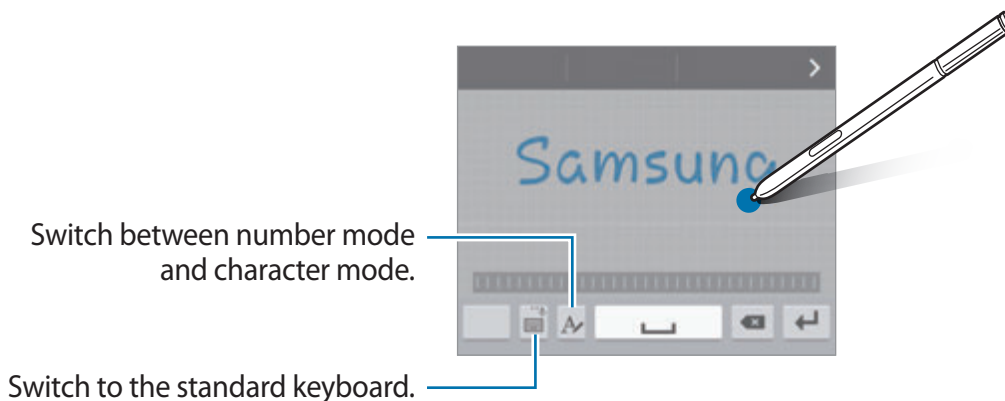 Samsung
Switch between number mode
and character mode.
Switch to the standard keyboard.